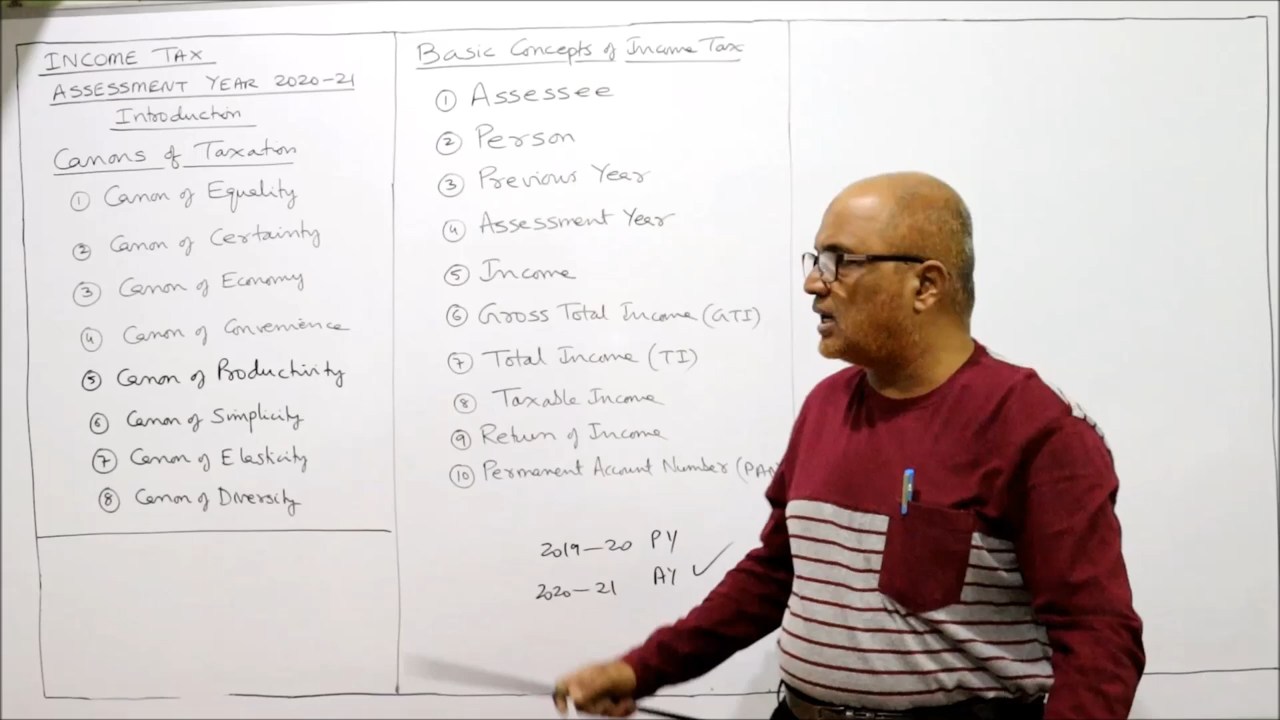 INCOME TAX
ASSESSMENT YEAR 2020-21
Introduction
Canons of Taxation
① Canon of Equality
② Canon of Certainty
③ Canon of Economy
④ Canon of Convenience
⑤ Canon of Productivity
⑥ Canon of Simplicity
⑦ Canon of Elasticity
⑧ Canon of Diversity
Basic Concepts of Income Tax
① Assessee
② Person
③ Previous Year
④ Assessment Year
⑤ Income
⑥ Gross Total Income (GTI)
⑦ Total Income (TI)
⑧ Taxable Income
⑨ Return of Income
⑩ Permanent Account Number (PAN
2019-20 PY
2020-21 AY ✓